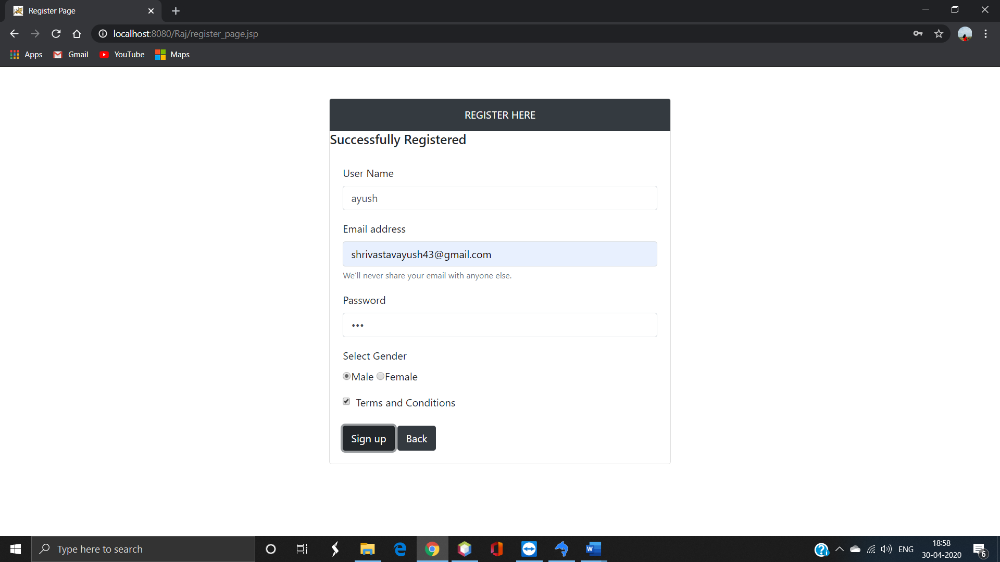 Register Page
localhost:8080/Raj/register_page.jsp
Apps Gmail YouTube Maps
REGISTER HERE
Successfully Registered
User Name
ayush
Email address
shrivastavayush43@gmail.com
We'll never share your email with anyone else.
Password
•••
Select Gender
Male Female
Terms and Conditions
Sign up Back
Type here to search
ENG
18:58
30-04-2020
6